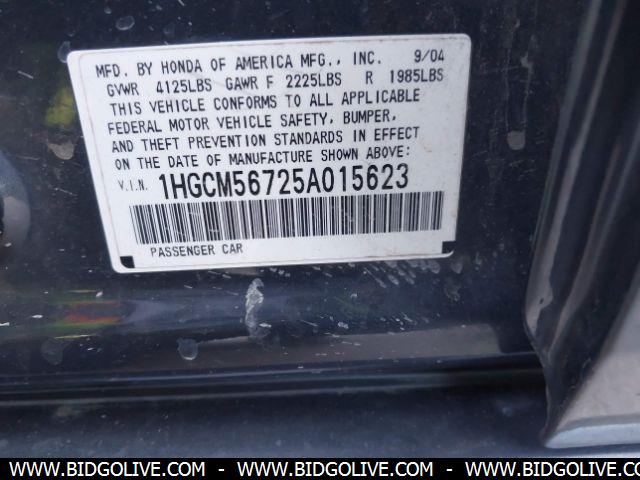 MFD. BY HONDA OF AMERICA MFG., INC. 9/04
GVWR 4125LBS GAWR F 2225LBS R 1985LBS
THIS VEHICLE CONFORMS TO ALL APPLICABLE
FEDERAL MOTOR VEHICLE SAFETY, BUMPER,
AND THEFT PREVENTION STANDARDS IN EFFECT
ON THE DATE OF MANUFACTURE SHOWN ABOVE:
V.I.N. 1HGCM56725A015623
PASSENGER CAR
WWW.BIDGOLIVE.COM - WWW.BIDGOLIVE.COM - WWW.BIDGOLIVE.COM